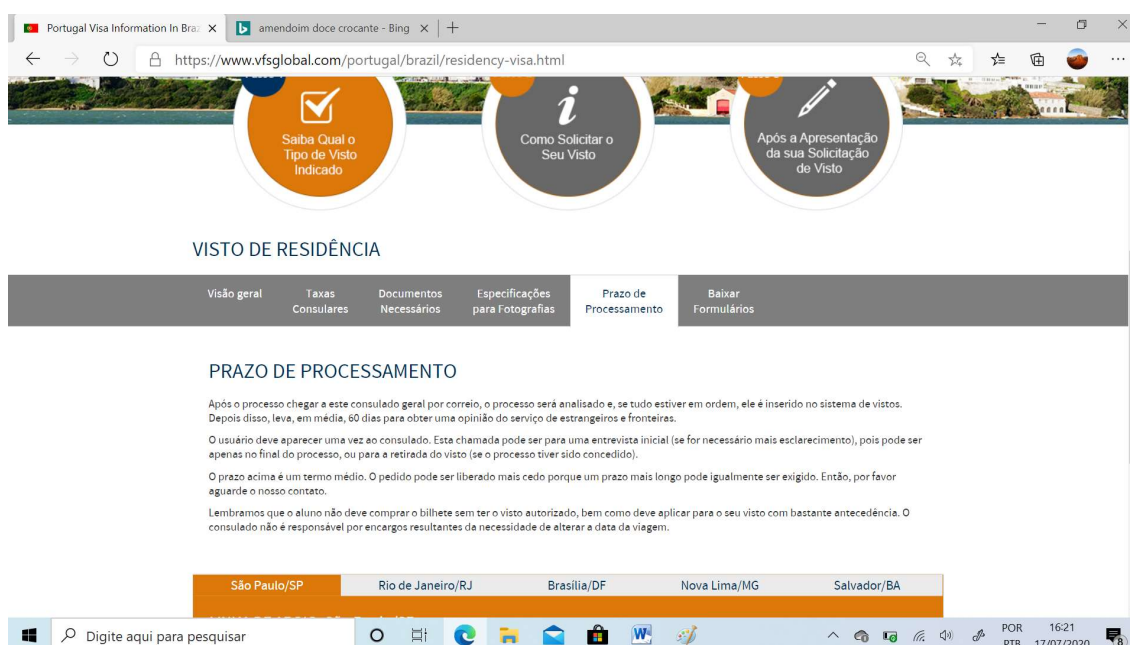 Portugal Visa Information In Braz
amendoim doce crocante - Bing
https://www.vfsglobal.com/portugal/brazil/residency-visa.html
Saiba Qual o
Tipo de Visto
Indicado
Como Solicitar o
Seu Visto
Após a Apresentação
da sua Solicitação
de Visto
VISTO DE RESIDÊNCIA
Visão geral
Taxas
Consulares
Documentos
Necessários
Especificações
para Fotografias
Prazo de
Processamento
Baixar
Formulários
PRAZO DE PROCESSAMENTO
Após o processo chegar a este consulado geral por correio, o processo será analisado e, se tudo estiver em ordem, ele é inserido no sistema de vistos.
Depois disso, leva, em média, 60 dias para obter uma opinião do serviço de estrangeiros e fronteiras.
O usuário deve aparecer uma vez ao consulado. Esta chamada pode ser para uma entrevista inicial (se for necessário mais esclarecimento), pois pode ser
apenas no final do processo, ou para a retirada do visto (se o processo tiver sido concedido).
O prazo acima é um termo médio. O pedido pode ser liberado mais cedo porque um prazo mais longo pode igualmente ser exigido. Então, por favor
aguarde o nosso contato.
Lembramos que o aluno não deve comprar o bilhete sem ter o visto autorizado, bem como deve aplicar para o seu visto com bastante antecedência. O
consulado não é responsável por encargos resultantes da necessidade de alterar a data da viagem.
São Paulo/SP
Rio de Janeiro/RJ
Brasília/DF
Nova Lima/MG
Salvador/BA
Digite aqui para pesquisar
POR
PTB
16:21
17/07/2020
8